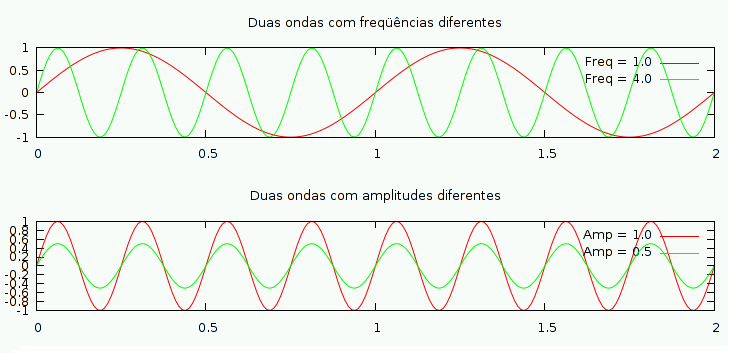 Duas ondas com freqüências diferentes
1
0.5
0
-0.5
-1
Freq = 1.0
Freq = 4.0
0 0.5 1 1.5 2
Duas ondas com amplitudes diferentes
1
0.8
0.6
0.4
0.2
0
-0.2
-0.4
-0.6
-0.8
-1
Amp = 1.0
Amp = 0.5
0 0.5 1 1.5 2